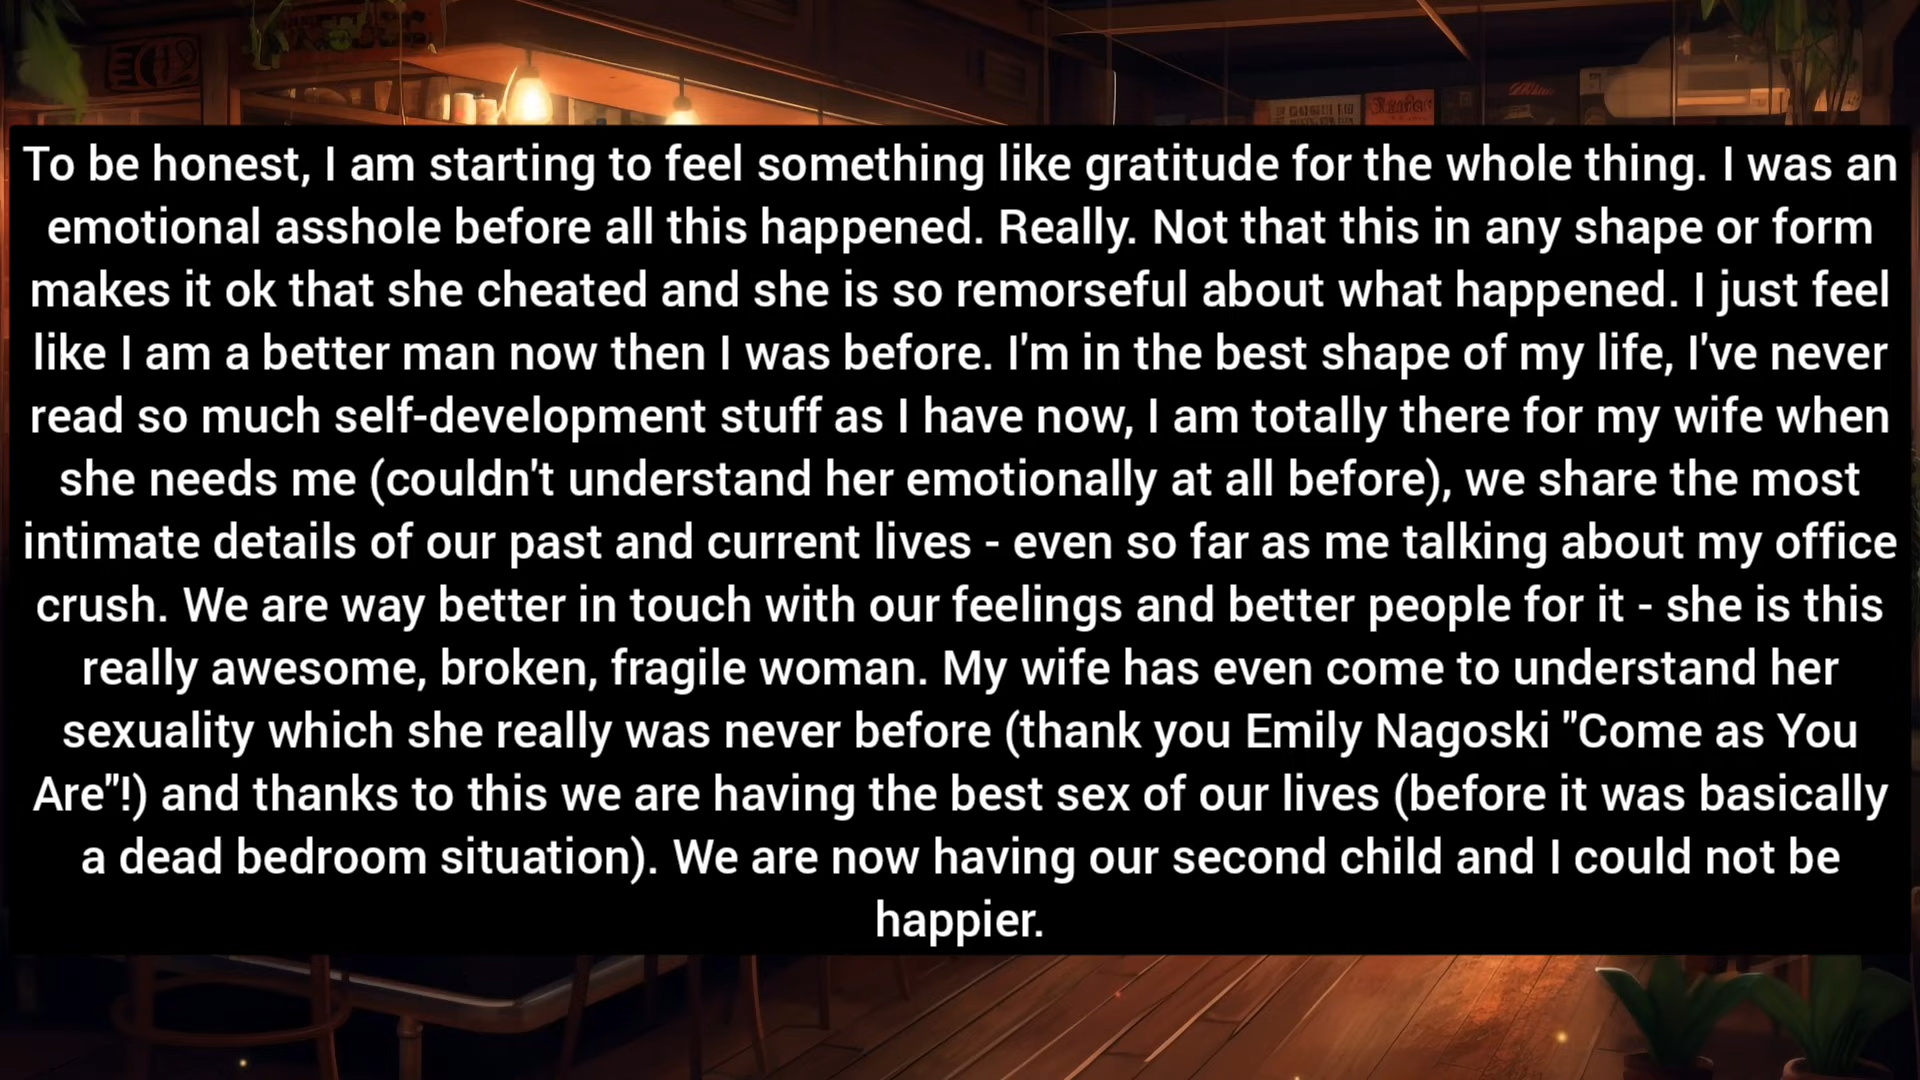 To be honest, I am starting to feel something like gratitude for the whole thing. I was an
emotional asshole before all this happened. Really. Not that this in any shape or form
makes it ok that she cheated and she is so remorseful about what happened. I just feel
like I am a better man now then I was before. I'm in the best shape of my life, I've never
read so much self-development stuff as I have now, I am totally there for my wife when
she needs me (couldn't understand her emotionally at all before), we share the most
intimate details of our past and current lives - even so far as me talking about my office
crush. We are way better in touch with our feelings and better people for it - she is this
really awesome, broken, fragile woman. My wife has even come to understand her
sexuality which she really was never before (thank you Emily Nagoski "Come as You
Are"!) and thanks to this we are having the best sex of our lives (before it was basically
a dead bedroom situation). We are now having our second child and I could not be
happier.